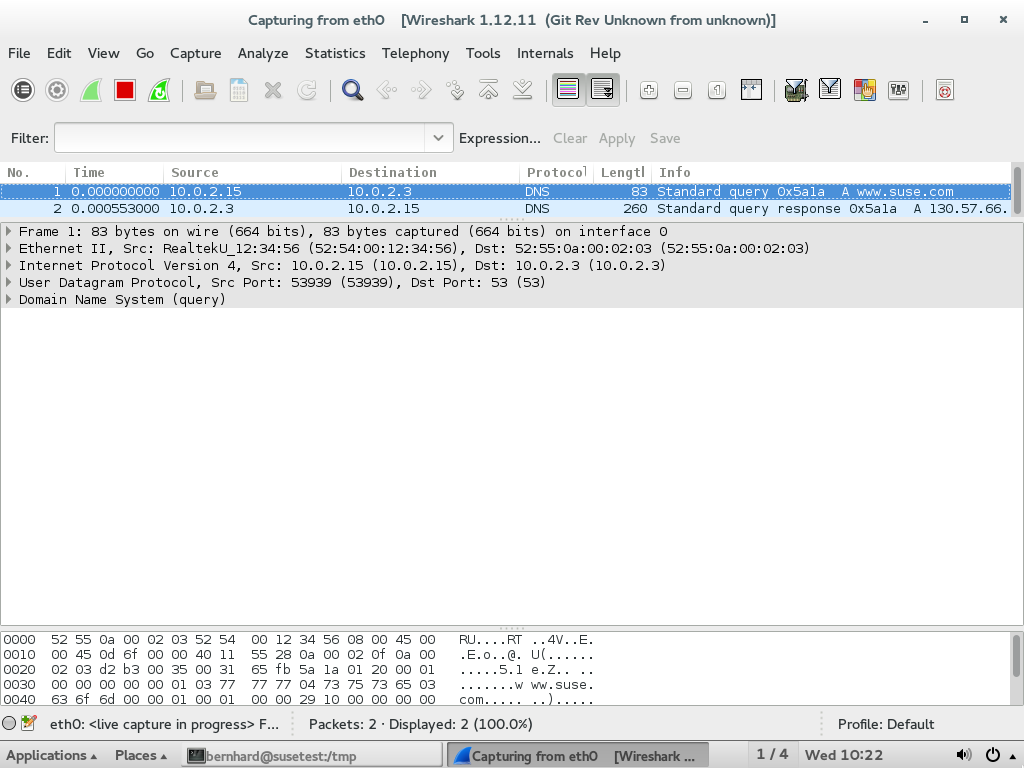 Capturing from eth0 [Wireshark 1.12.11 (Git Rev Unknown from unknown)]
File Edit View Go Capture Analyze Statistics Telephony Tools Internals Help
Filter: Expression... Clear Apply Save
No. Time Source Destination Protocol Lengtl Info
1 0.000000000 10.0.2.15 10.0.2.3 DNS 83 Standard query 0x5a1a A www.suse.com
2 0.000553000 10.0.2.3 10.0.2.15 DNS 260 Standard query response 0x5a1a A 130.57.66.
Frame 1: 83 bytes on wire (664 bits), 83 bytes captured (664 bits) on interface 0
Ethernet II, Src: RealtekU_12:34:56 (52:54:00:12:34:56), Dst: 52:55:0a:00:02:03 (52:55:0a:00:02:03)
Internet Protocol Version 4, Src: 10.0.2.15 (10.0.2.15), Dst: 10.0.2.3 (10.0.2.3)
User Datagram Protocol, Src Port: 53939 (53939), Dst Port: 53 (53)
Domain Name System (query)
0000 52 55 0a 00 02 03 52 54 00 12 34 56 08 00 45 00 RU....RT ..4V..E.
0010 00 45 0d 6f 00 00 40 11 55 28 0a 00 02 0f 0a 00 .E.o..@. U(......
0020 02 03 d2 b3 00 35 00 31 65 fb 5a 1a 01 20 00 01 .....5.1 e.Z.. ..
0030 00 00 00 00 00 01 03 77 77 77 04 73 75 73 65 03 .......w ww.suse.
0040 63 6f 6d 00 00 01 00 01 00 00 29 10 00 00 00 00 com..... ..).....
eth0: <live capture in progress> F... Packets: 2 · Displayed: 2 (100.0%) Profile: Default
Applications Places bernhard@susetest:/tmp Capturing from eth0 [Wireshark ... 1 / 4 Wed 10:22